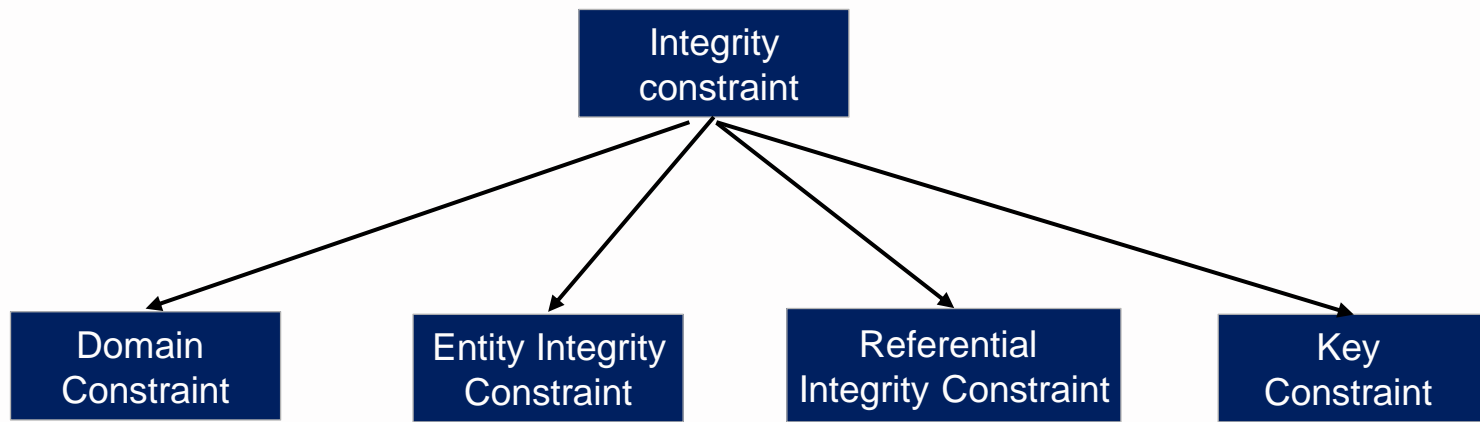 Integrity
constraint
Domain
Constraint
Entity Integrity
Constraint
Referential
Integrity Constraint
Key
Constraint